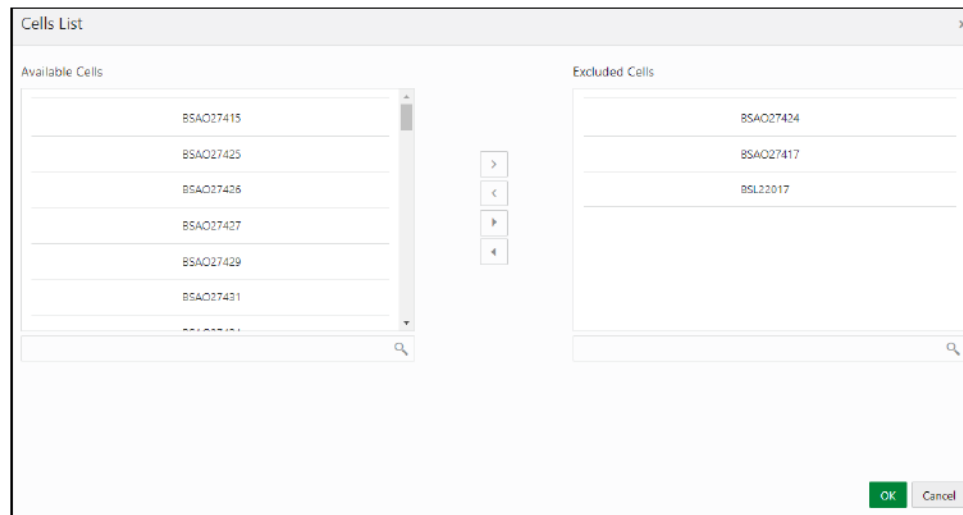 Cells List
Available Cells
BSAO27415
BSAO27425
BSAO27426
BSAO27427
BSAO27429
BSAO27431
Excluded Cells
BSAO27424
BSAO27417
BSL22017
OK
Cancel